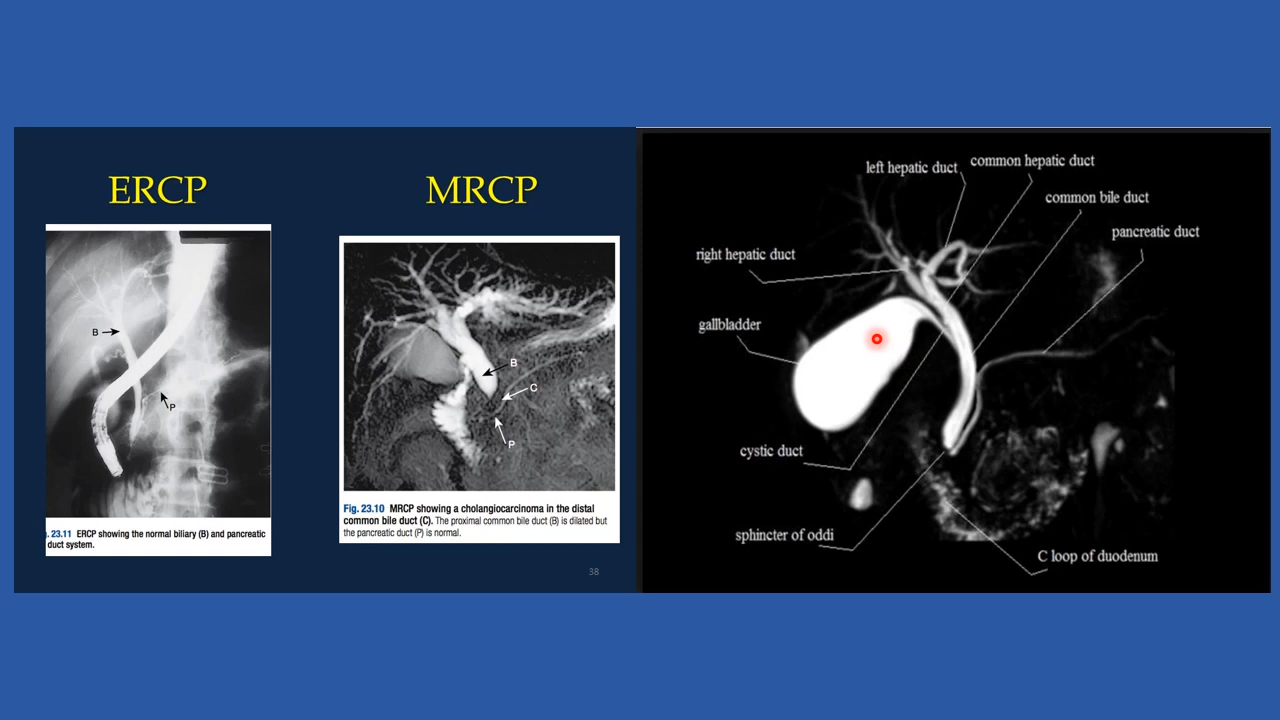 ERCP
MRCP
B
P
. 23.11 ERCP showing the normal biliary (B) and pancreatic
duct system.
B
C
P
Fig. 23.10 MRCP showing a cholangiocarcinoma in the distal
common bile duct (C). The proximal common bile duct (B) is dilated but
the pancreatic duct (P) is normal.
38
left hepatic duct
common hepatic duct
common bile duct
pancreatic duct
right hepatic duct
gallbladder
cystic duct
sphincter of oddi
C loop of duodenum